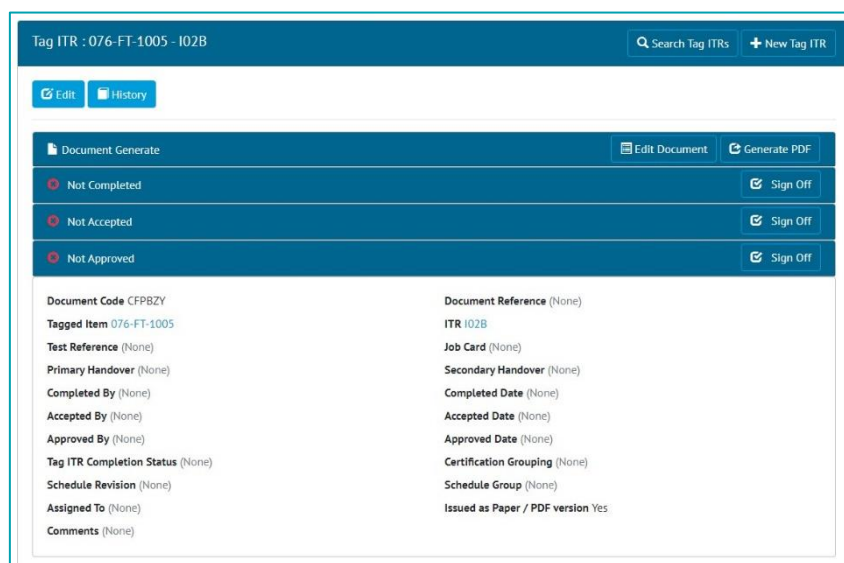 Tag ITR : 076-FT-1005 - I02B
Search Tag ITRs
New Tag ITR
Edit
History
Document Generate
Edit Document
Generate PDF
Not Completed
Sign Off
Not Accepted
Sign Off
Not Approved
Sign Off
Document Code CFPBZY
Document Reference (None)
Tagged Item 076-FT-1005
ITR I02B
Test Reference (None)
Job Card (None)
Primary Handover (None)
Secondary Handover (None)
Completed By (None)
Completed Date (None)
Accepted By (None)
Accepted Date (None)
Approved By (None)
Approved Date (None)
Tag ITR Completion Status (None)
Certification Grouping (None)
Schedule Revision (None)
Schedule Group (None)
Assigned To (None)
Issued as Paper / PDF version Yes
Comments (None)